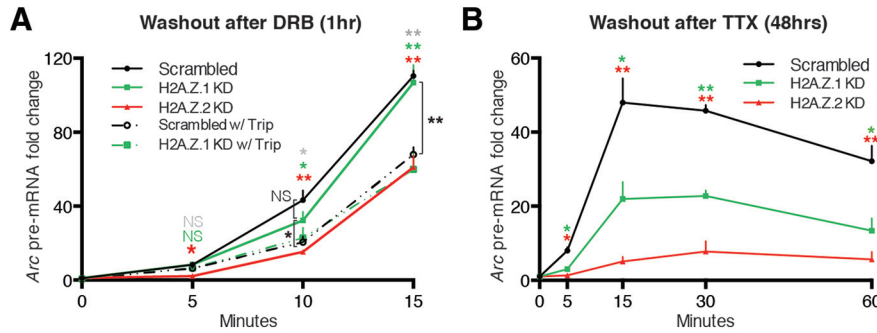 A
Washout after DRB (1hr)
Arc pre-mRNA fold change
120
80
40
0
Scrambled
H2A.Z.1 KD
H2A.Z.2 KD
Scrambled w/ Trip
H2A.Z.1 KD w/ Trip
NS
NS
*
*
*
**
NS
*
**
**
**
**
0
5
10
15
Minutes
B
Washout after TTX (48hrs)
Arc pre-mRNA fold change
60
40
20
0
*
*
*
**
**
**
*
**
Scrambled
H2A.Z.1 KD
H2A.Z.2 KD
0
5
15
30
60
Minutes